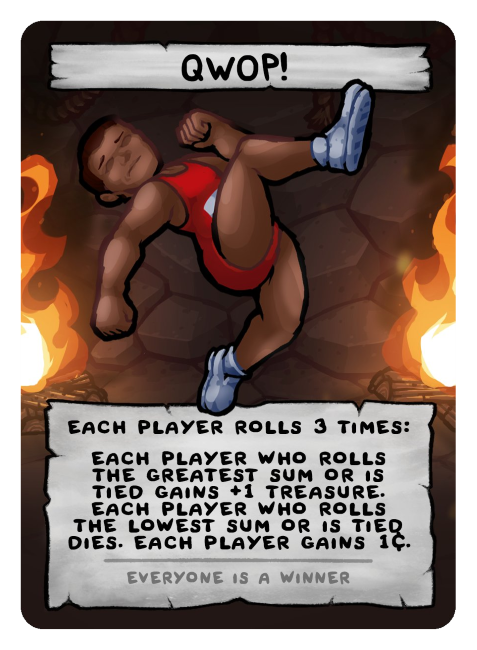 QWOP!
EACH PLAYER ROLLS 3 TIMES:
EACH PLAYER WHO ROLLS
THE GREATEST SUM OR IS
TIED GAINS +1 TREASURE.
EACH PLAYER WHO ROLLS
THE LOWEST SUM OR IS TIED
DIES. EACH PLAYER GAINS 1¢.
EVERYONE IS A WINNER